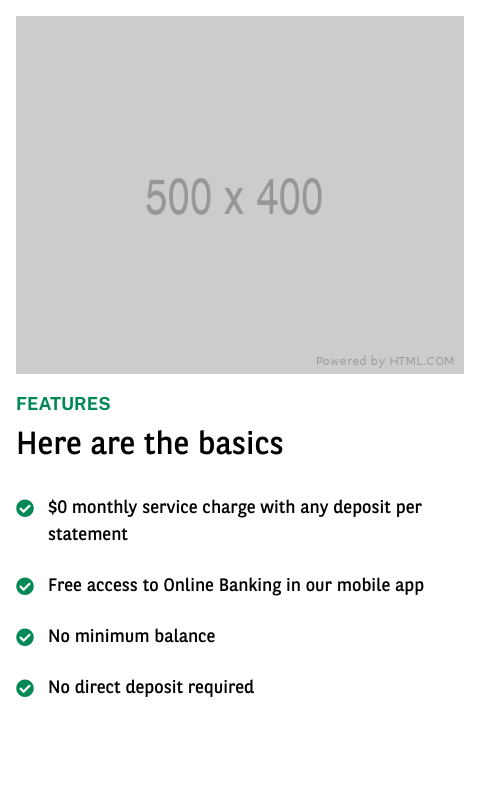 500 x 400
Powered by HTML.COM
FEATURES
Here are the basics
$0 monthly service charge with any deposit per
statement
Free access to Online Banking in our mobile app
No minimum balance
No direct deposit required